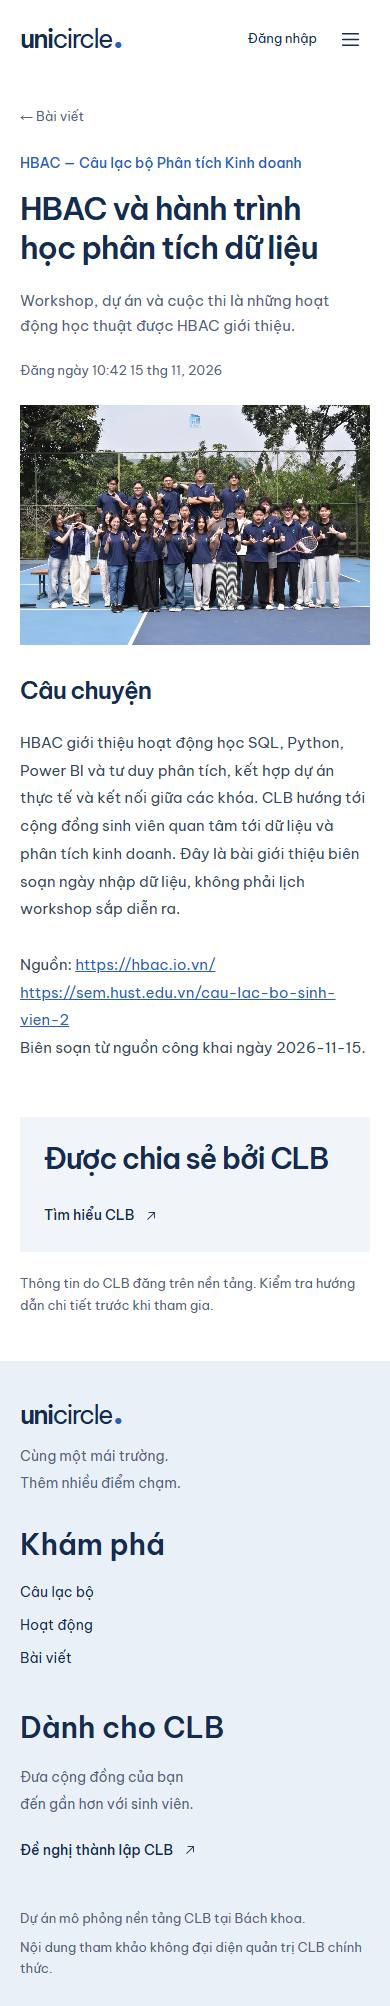 unicircle.
Đăng nhập
← Bài viết
HBAC — Câu lạc bộ Phân tích Kinh doanh
HBAC và hành trình
học phân tích dữ liệu
Workshop, dự án và cuộc thi là những hoạt
động học thuật được HBAC giới thiệu.
Đăng ngày 10:42 15 thg 11, 2026
Câu chuyện
HBAC giới thiệu hoạt động học SQL, Python,
Power BI và tư duy phân tích, kết hợp dự án
thực tế và kết nối giữa các khóa. CLB hướng tới
cộng đồng sinh viên quan tâm tới dữ liệu và
phân tích kinh doanh. Đây là bài giới thiệu biên
soạn ngày nhập dữ liệu, không phải lịch
workshop sắp diễn ra.
Nguồn: https://hbac.io.vn/
https://sem.hust.edu.vn/cau-lac-bo-sinh-
vien-2
Biên soạn từ nguồn công khai ngày 2026-11-15.
Được chia sẻ bởi CLB
Tìm hiểu CLB ↗
Thông tin do CLB đăng trên nền tảng. Kiểm tra hướng
dẫn chi tiết trước khi tham gia.
unicircle.
Cùng một mái trường.
Thêm nhiều điểm chạm.
Khám phá
Câu lạc bộ
Hoạt động
Bài viết
Dành cho CLB
Đưa cộng đồng của bạn
đến gần hơn với sinh viên.
Đề nghị thành lập CLB ↗
Dự án mô phỏng nền tảng CLB tại Bách khoa.
Nội dung tham khảo không đại diện quản trị CLB chính
thức.